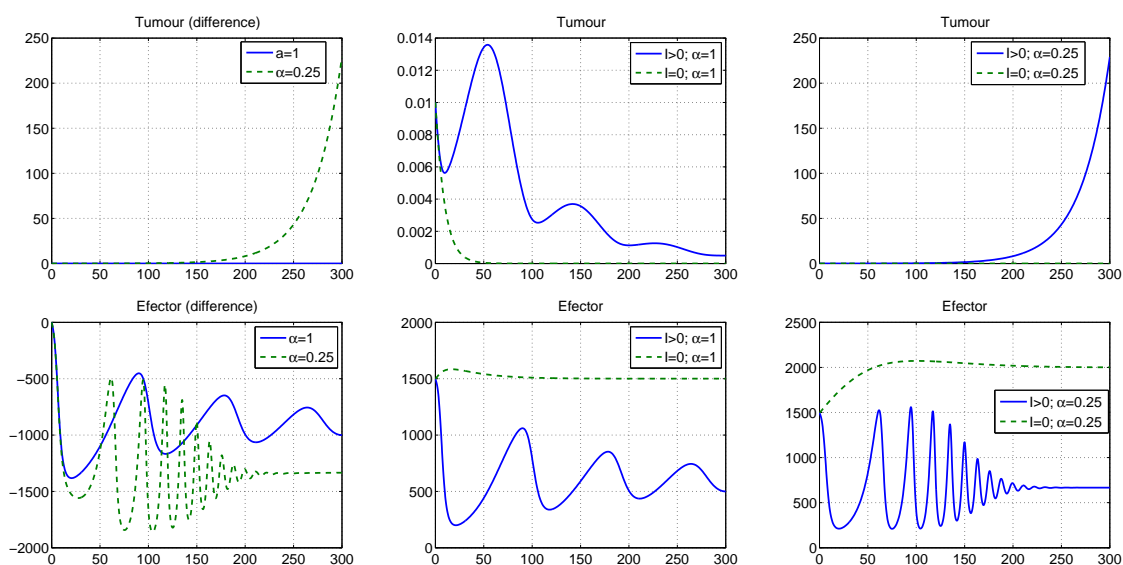 Tumour (difference)
250
200
150
100
50
0
0 50 100 150 200 250 300
a=1
α=0.25
Tumour
0.014
0.012
0.01
0.008
0.006
0.004
0.002
0
0 50 100 150 200 250 300
I>0; α=1
I=0; α=1
Tumour
250
200
150
100
50
0
0 50 100 150 200 250 300
I>0; α=0.25
I=0; α=0.25
Efector (difference)
0
−500
−1000
−1500
−2000
0 50 100 150 200 250 300
α=1
α=0.25
Efector
2000
1500
1000
500
0
0 50 100 150 200 250 300
I>0; α=1
I=0; α=1
Efector
2500
2000
1500
1000
500
0
0 50 100 150 200 250 300
I>0; α=0.25
I=0; α=0.25